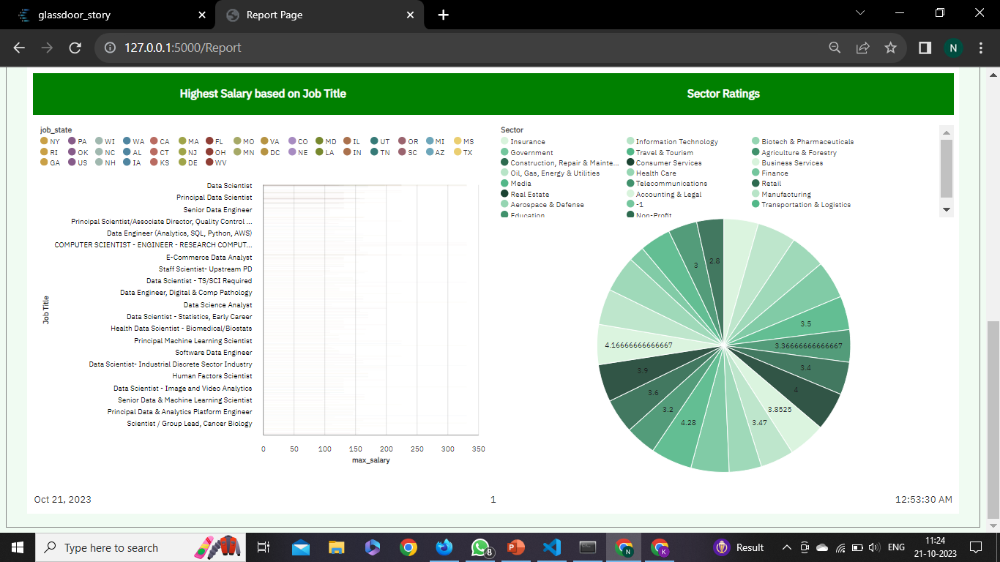 glassdoor_story
Report Page
127.0.0.1:5000/Report
N
Highest Salary based on Job Title
Sector Ratings
job_state
NY PA WI WA CA MA FL MO VA CO MD IL UT OR MI MS
RI OK NC AL CT NJ OH MN DC NE LA IN TN SC AZ TX
GA US NH IA KS DE WV
Data Scientist
Principal Data Scientist
Senior Data Engineer
Principal Scientist/Associate Director, Quality Control ...
Data Engineer (Analytics, SQL, Python, AWS)
COMPUTER SCIENTIST - ENGINEER - RESEARCH COMPUT...
E-Commerce Data Analyst
Staff Scientist- Upstream PD
Data Scientist - TS/SCI Required
Data Engineer, Digital & Comp Pathology
Data Science Analyst
Data Scientist - Statistics, Early Career
Health Data Scientist - Biomedical/Biostats
Principal Machine Learning Scientist
Software Data Engineer
Data Scientist- Industrial Discrete Sector Industry
Human Factors Scientist
Data Scientist - Image and Video Analytics
Senior Data & Machine Learning Scientist
Principal Data & Analytics Platform Engineer
Scientist / Group Lead, Cancer Biology
Job Title
0 50 100 150 200 250 300 350
max_salary
Sector
Insurance Information Technology Biotech & Pharmaceuticals
Government Travel & Tourism Agriculture & Forestry
Construction, Repair & Mainte... Consumer Services Business Services
Oil, Gas, Energy & Utilities Health Care Finance
Media Telecommunications Retail
Real Estate Accounting & Legal Manufacturing
Aerospace & Defense -1 Transportation & Logistics
Education Non-Profit
3 2.8
3.5
4.16666666666667 3.36666666666667
3.9 3.4
3.6 4
3.2 3.8525
4.28 3.47
Oct 21, 2023 1 12:53:30 AM
Type here to search
8
N
K
Result
ENG
11:24
21-10-2023